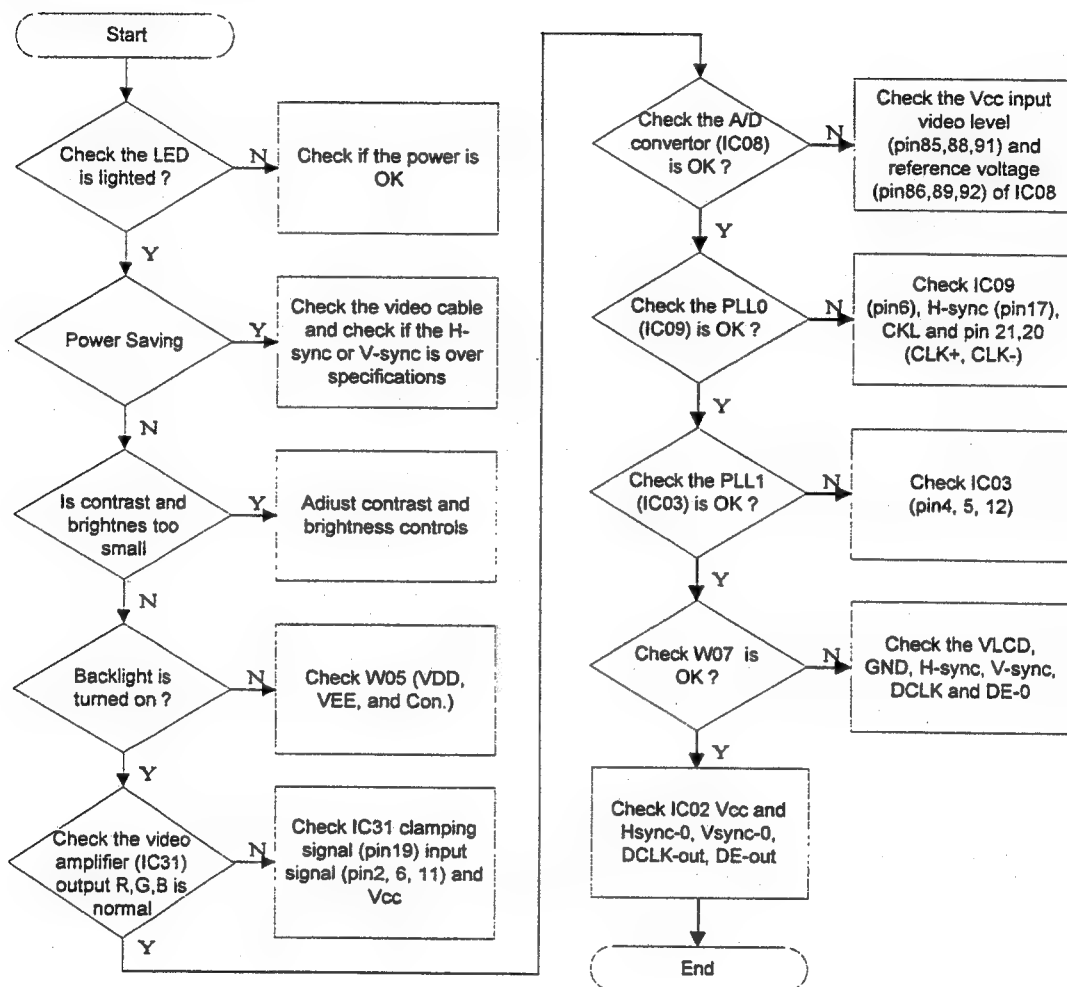 Start
Check the LED
is lighted ?
N
Check if the power is
OK
Y
Power Saving
Y
Check the video cable
and check if the H-
sync or V-sync is over
specifications
N
Is contrast and
brightnes too
small
Y
Adjust contrast and
brightness controls
N
Backlight is
turned on ?
N
Check W05 (VDD,
VEE, and Con.)
Y
Check the video
amplifier (IC31)
output R,G,B is
normal
N
Check IC31 clamping
signal (pin19) input
signal (pin2, 6, 11) and
Vcc
Y
Check the A/D
convertor (IC08)
is OK ?
N
Check the Vcc input
video level
(pin85,88,91) and
reference voltage
(pin86,89,92) of IC08
Y
Check the PLL0
(IC09) is OK ?
N
Check IC09
(pin6), H-sync (pin17),
CKL and pin 21,20
(CLK+, CLK-)
Y
Check the PLL1
(IC03) is OK ?
N
Check IC03
(pin4, 5, 12)
Y
Check W07 is
OK ?
N
Check the VLCD,
GND, H-sync, V-sync,
DCLK and DE-0
Y
Check IC02 Vcc and
Hsync-0, Vsync-0,
DCLK-out, DE-out
End